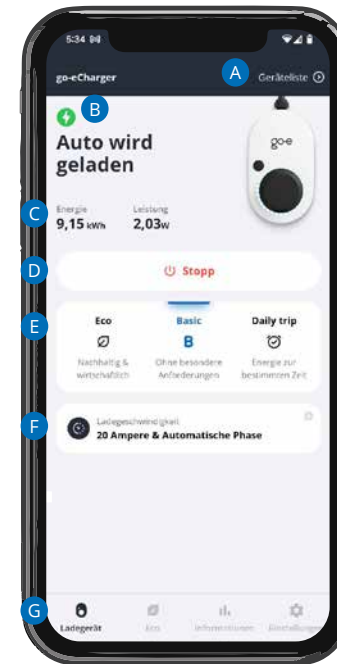 5:34
A
go-eCharger
Geräteliste
B
Auto wird
geladen
go-e
C
Energie
Leistung
9,15 kWh
2,03w
D
Stopp
E
Eco
Basic
Daily trip
B
Nachhaltig &
wirtschaftlich
Ohne besondere
Anforderungen
Energie zur
bestimmten Zeit
F
Ladegeschwindigkeit
20 Ampere & Automatische Phase
G
Ladegerät
Eco
Informationen
Einstellungen